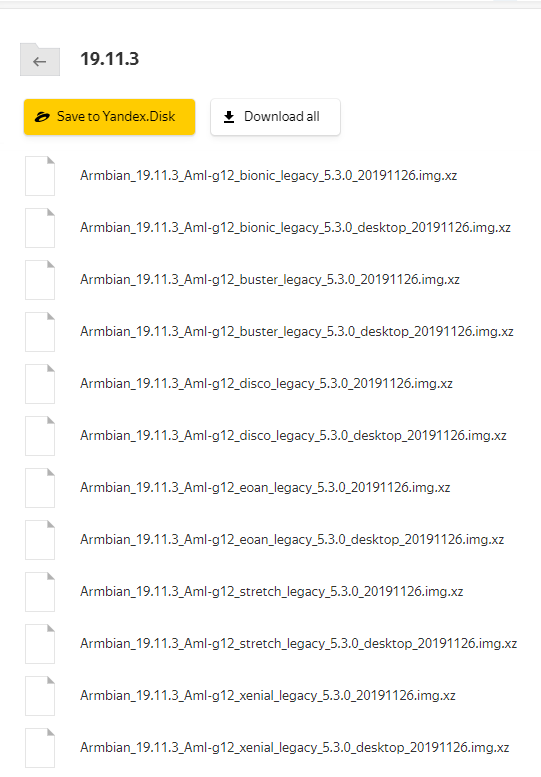 19.11.3
Save to Yandex.Disk
Download all
Armbian_19.11.3_Aml-g12_bionic_legacy_5.3.0_20191126.img.xz
Armbian_19.11.3_Aml-g12_bionic_legacy_5.3.0_desktop_20191126.img.xz
Armbian_19.11.3_Aml-g12_buster_legacy_5.3.0_20191126.img.xz
Armbian_19.11.3_Aml-g12_buster_legacy_5.3.0_desktop_20191126.img.xz
Armbian_19.11.3_Aml-g12_disco_legacy_5.3.0_20191126.img.xz
Armbian_19.11.3_Aml-g12_disco_legacy_5.3.0_desktop_20191126.img.xz
Armbian_19.11.3_Aml-g12_eoan_legacy_5.3.0_20191126.img.xz
Armbian_19.11.3_Aml-g12_eoan_legacy_5.3.0_desktop_20191126.img.xz
Armbian_19.11.3_Aml-g12_stretch_legacy_5.3.0_20191126.img.xz
Armbian_19.11.3_Aml-g12_stretch_legacy_5.3.0_desktop_20191126.img.xz
Armbian_19.11.3_Aml-g12_xenial_legacy_5.3.0_20191126.img.xz
Armbian_19.11.3_Aml-g12_xenial_legacy_5.3.0_desktop_20191126.img.xz